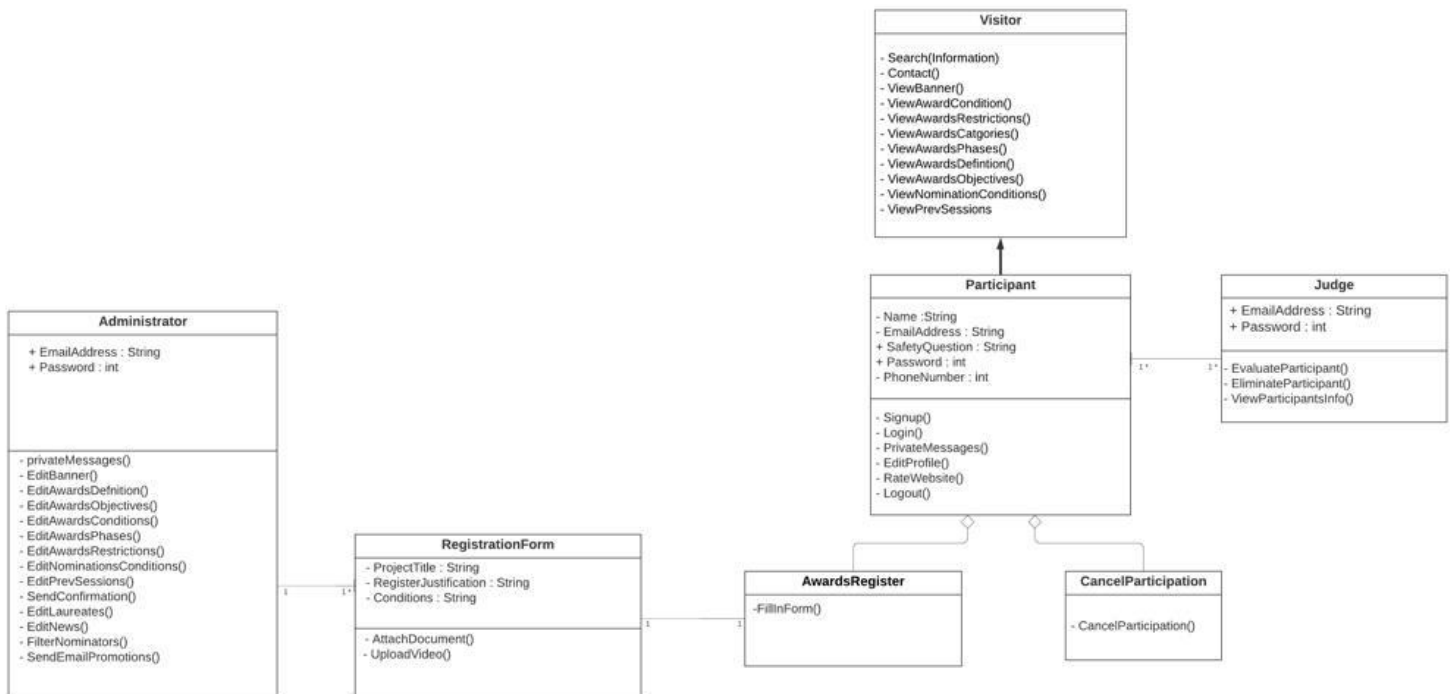 Visitor
- Search(Information)
- Contact()
- ViewBanner()
- ViewAwardCondition()
- ViewAwardsRestrictions()
- ViewAwardsCatgories()
- ViewAwardsPhases()
- ViewAwardsDefintion()
- ViewAwardsObjectives()
- ViewNominationConditions()
- ViewPrevSessions
Participant
- Name :String
- EmailAddress : String
+ SafetyQuestion : String
+ Password : int
- PhoneNumber : int
- Signup()
- Login()
- PrivateMessages()
- EditProfile()
- RateWebsite()
- Logout()
1*
1*
Judge
+ EmailAddress : String
+ Password : int
- EvaluateParticipant()
- EliminateParticipant()
- ViewParticipantsInfo()
Administrator
+ EmailAddress : String
+ Password : int
- privateMessages()
- EditBanner()
- EditAwardsDefnition()
- EditAwardsObjectives()
- EditAwardsConditions()
- EditAwardsPhases()
- EditAwardsRestrictions()
- EditNominationsConditions()
- EditPrevSessions()
- SendConfirmation()
- EditLaureates()
- EditNews()
- FilterNominators()
- SendEmailPromotions()
1
1*
RegistrationForm
- ProjectTitle : String
- RegisterJustification : String
- Conditions : String
- AttachDocument()
- UploadVideo()
1
1
AwardsRegister
-FillInForm()
CancelParticipation
- CancelParticipation()